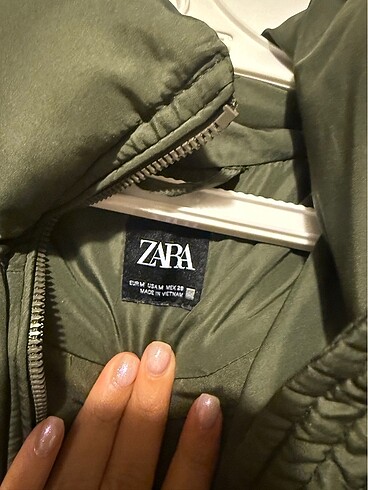 ZARA
EUR M USA M MEX 28
MADE IN VIETNAM